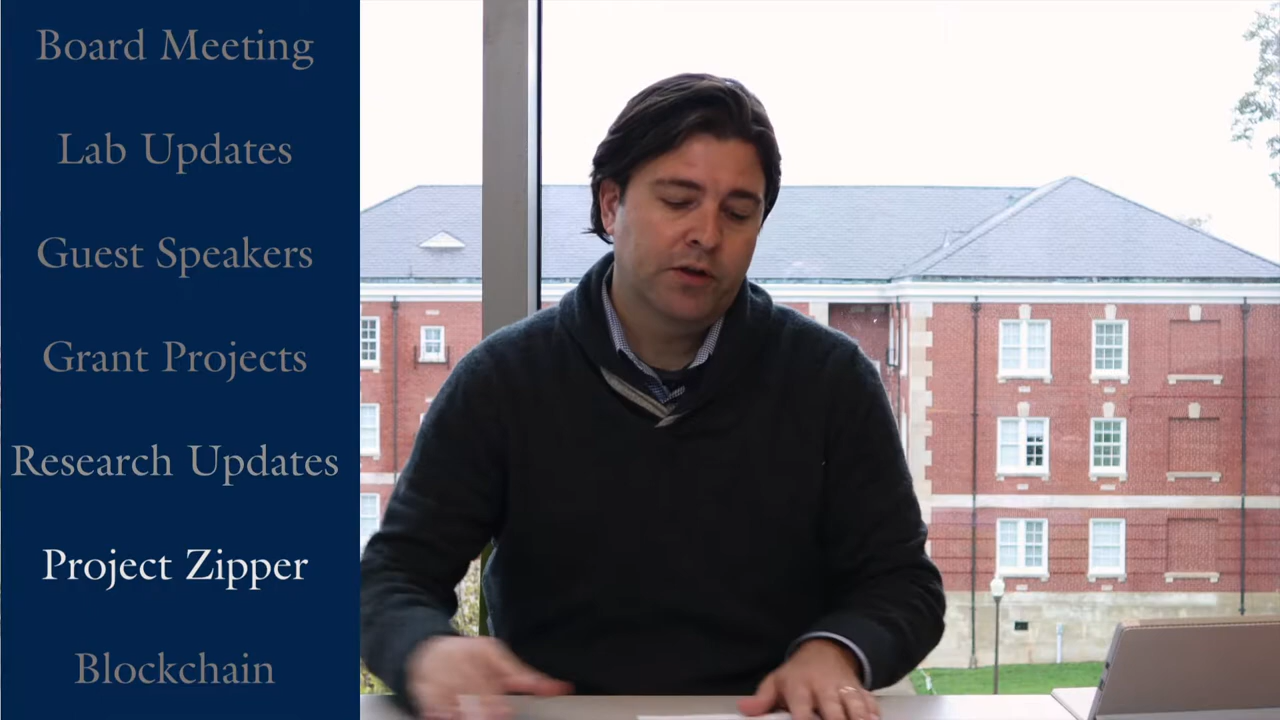 Board Meeting
Lab Updates
Guest Speakers
Grant Projects
Research Updates
Project Zipper
Blockchain